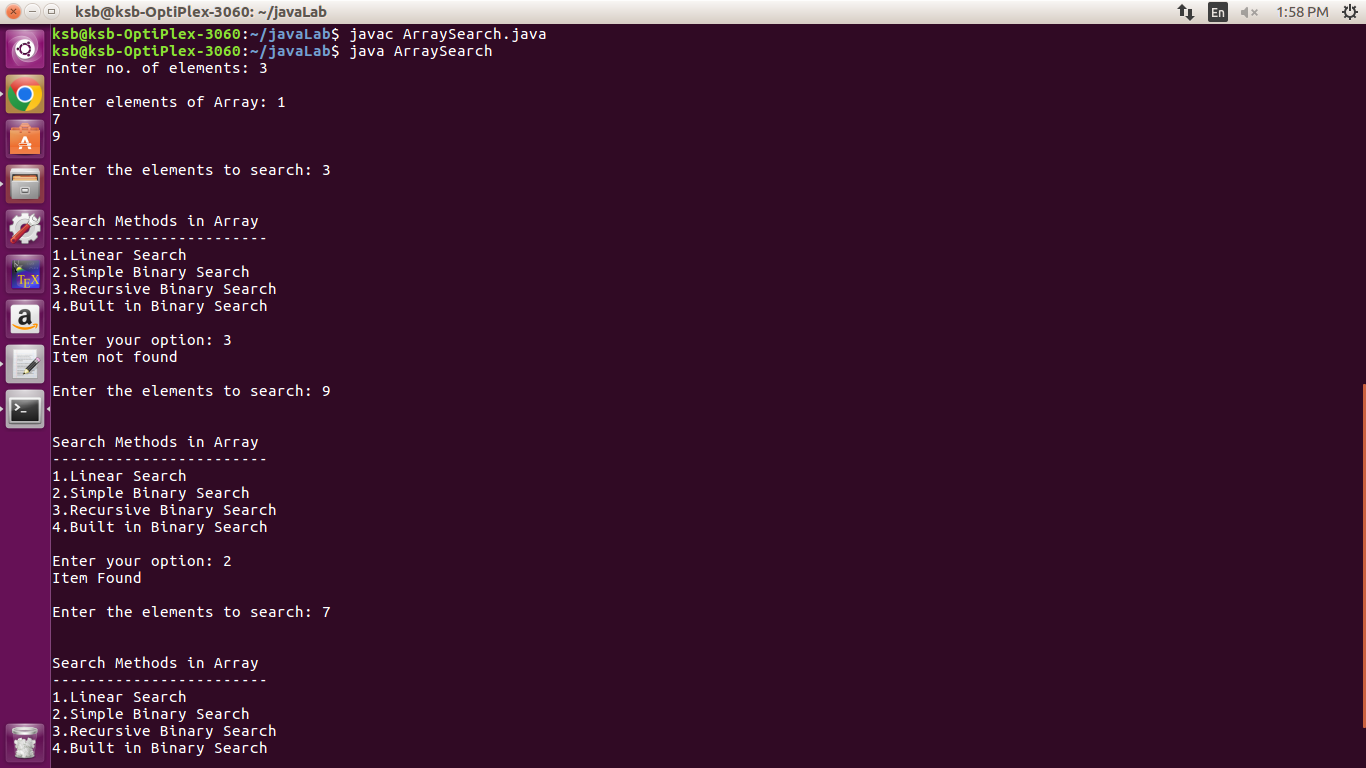 ksb@ksb-OptiPlex-3060: ~/javaLab
En
1:58 PM
ksb@ksb-OptiPlex-3060:~/javaLab$ javac ArraySearch.java
ksb@ksb-OptiPlex-3060:~/javaLab$ java ArraySearch
Enter no. of elements: 3
Enter elements of Array: 1
7
9
Enter the elements to search: 3
Search Methods in Array
------------------------
1.Linear Search
2.Simple Binary Search
3.Recursive Binary Search
4.Built in Binary Search
Enter your option: 3
Item not found
Enter the elements to search: 9
Search Methods in Array
------------------------
1.Linear Search
2.Simple Binary Search
3.Recursive Binary Search
4.Built in Binary Search
Enter your option: 2
Item Found
Enter the elements to search: 7
Search Methods in Array
------------------------
1.Linear Search
2.Simple Binary Search
3.Recursive Binary Search
4.Built in Binary Search
TEX
a
>_